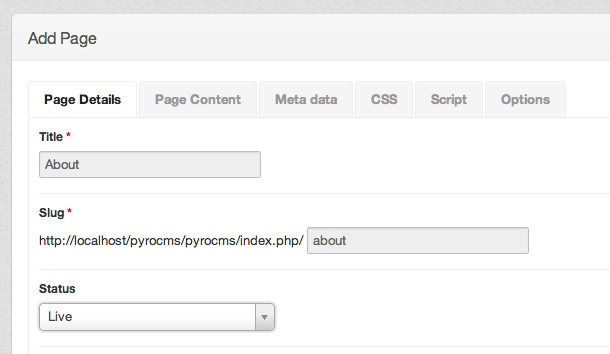 Add Page
Page Details Page Content Meta data CSS Script Options
Title *
About
Slug *
http://localhost/pyrocms/pyrocms/index.php/ about
Status
Live